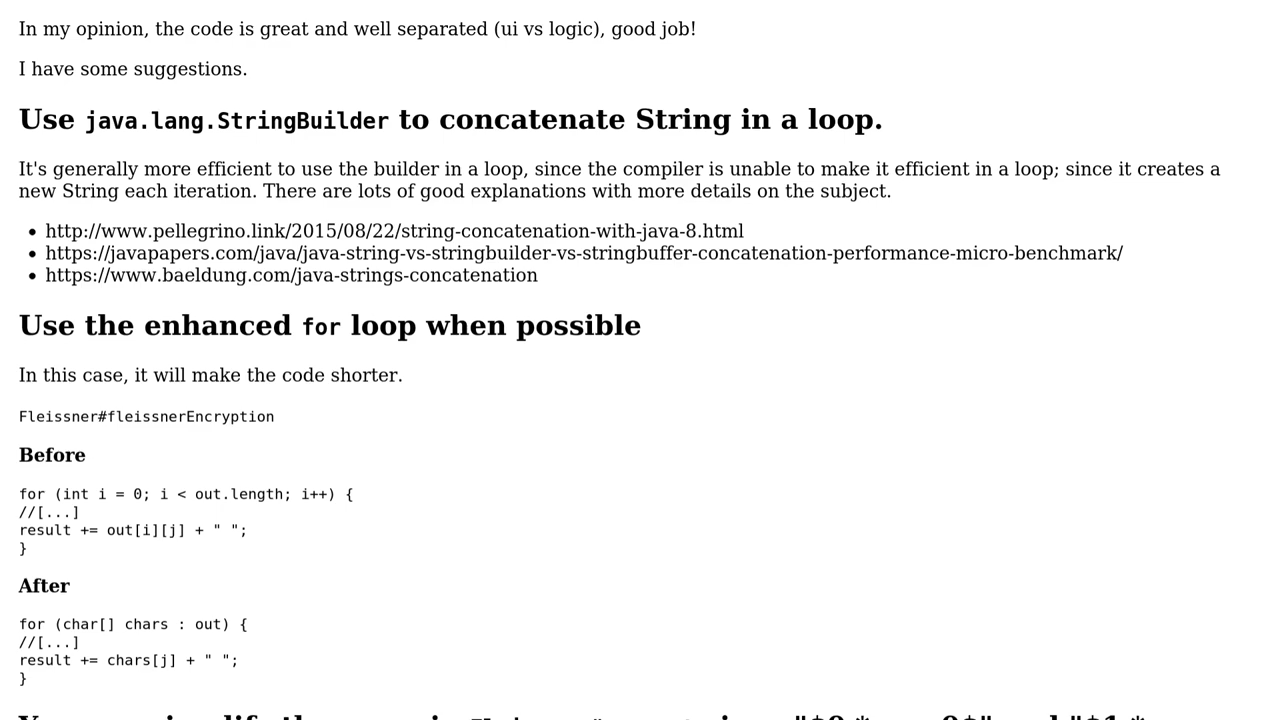 In my opinion, the code is great and well separated (ui vs logic), good job!
I have some suggestions.
Use java.lang.StringBuilder to concatenate String in a loop.
It's generally more efficient to use the builder in a loop, since the compiler is unable to make it efficient in a loop; since it creates a
new String each iteration. There are lots of good explanations with more details on the subject.
• http://www.pellegrino.link/2015/08/22/string-concatenation-with-java-8.html
• https://javapapers.com/java/java-string-vs-stringbuilder-vs-stringbuffer-concatenation-performance-micro-benchmark/
• https://www.baeldung.com/java-strings-concatenation
Use the enhanced for loop when possible
In this case, it will make the code shorter.
Fleissner#fleissnerEncryption
Before
for (int i = 0; i < out.length; i++) {
//[...]
result += out[i][j] + " ";
}
After
for (char[] chars : out) {
//[...]
result += chars[j] + " ";
}